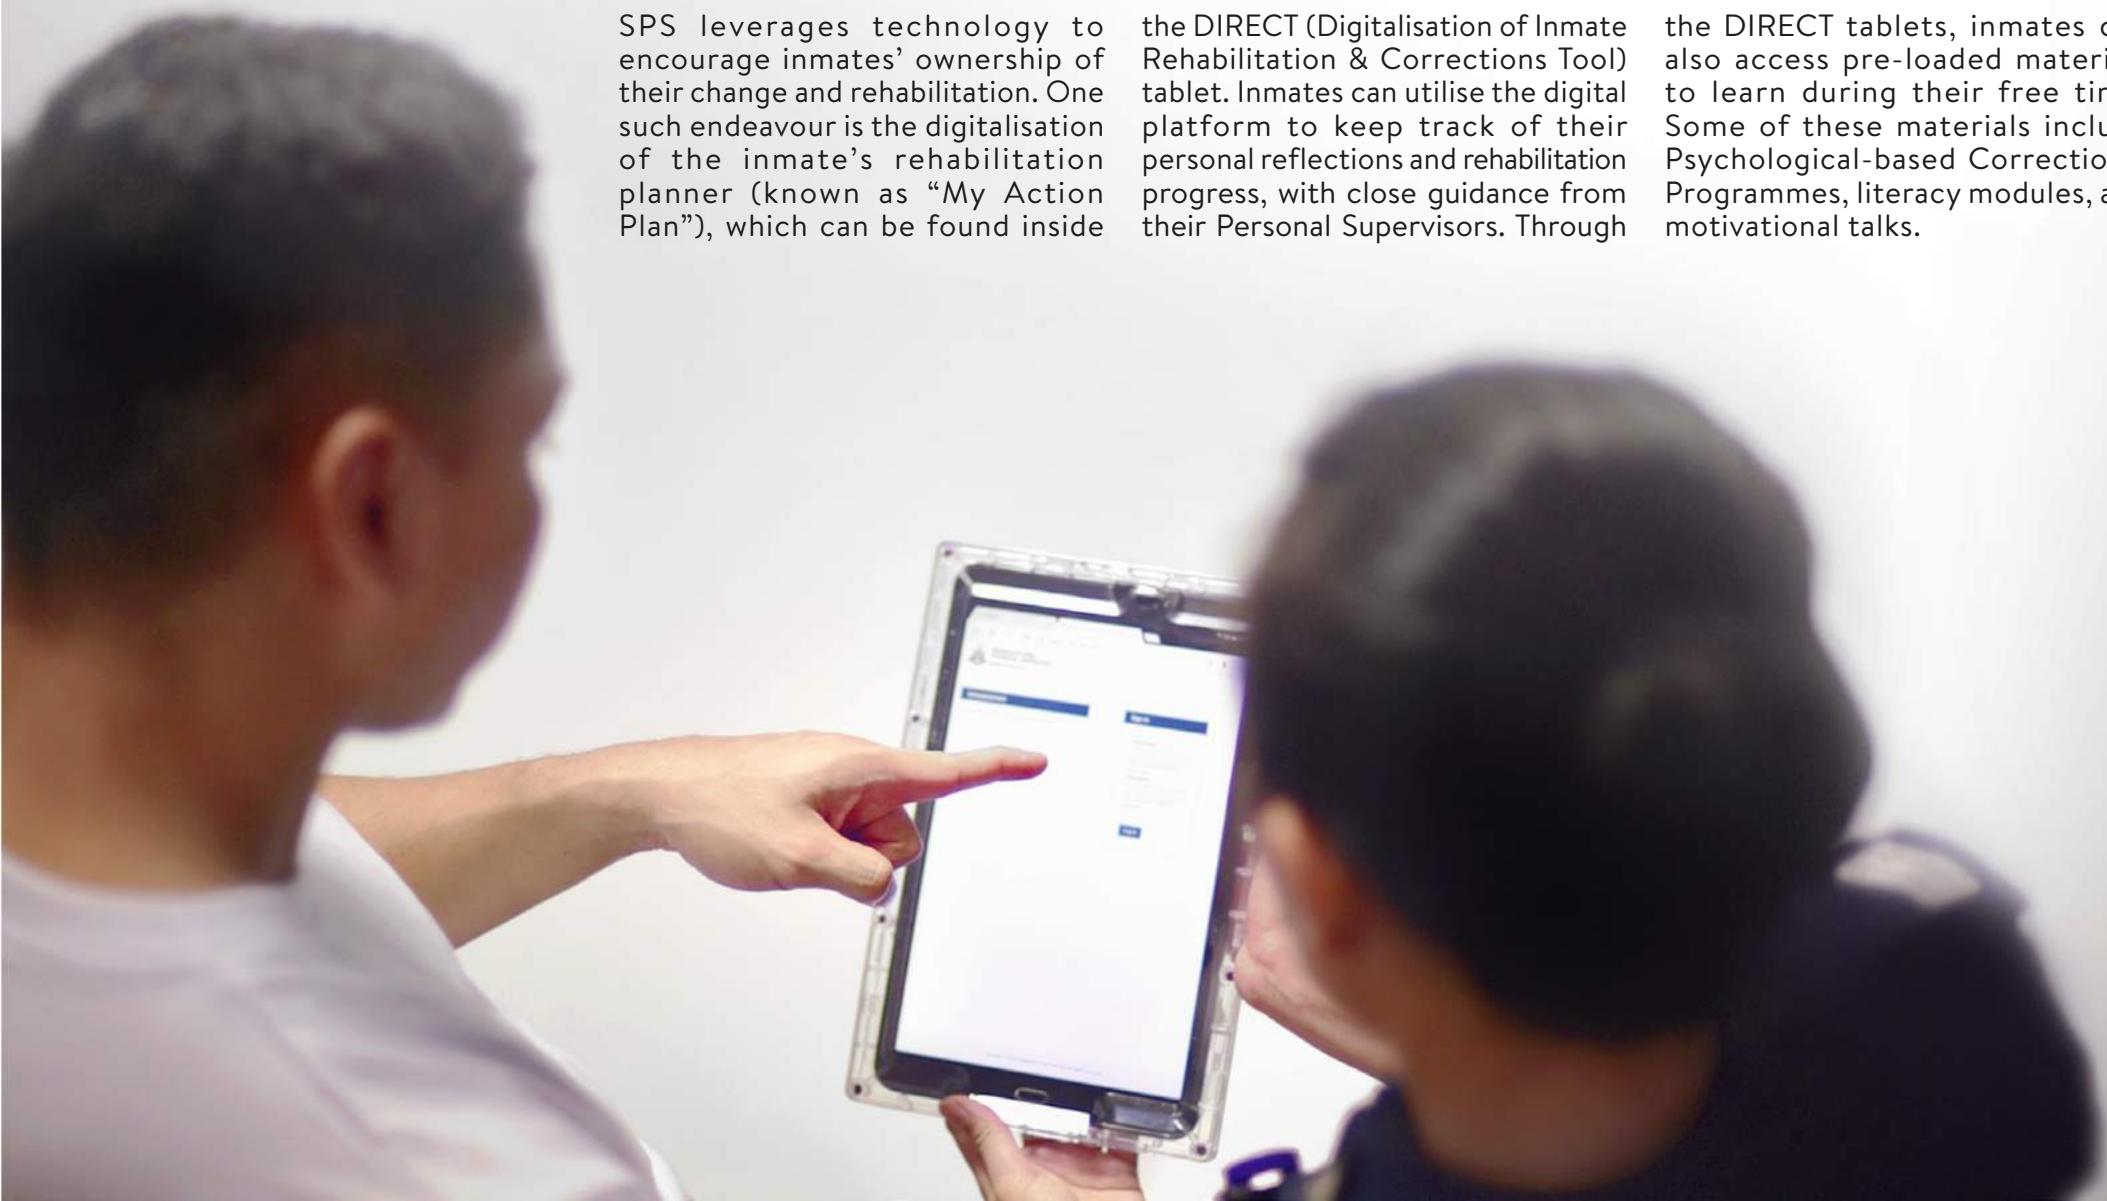 SPS leverages technology to
encourage inmates’ ownership of
their change and rehabilitation. One
such endeavour is the digitalisation
of the inmate’s rehabilitation
planner (known as “My Action
Plan”), which can be found inside
the DIRECT (Digitalisation of Inmate
Rehabilitation & Corrections Tool)
tablet. Inmates can utilise the digital
platform to keep track of their
personal reflections and rehabilitation
progress, with close guidance from
their Personal Supervisors. Through
the DIRECT tablets, inmates
also access pre-loaded materi
to learn during their free
Some of these materials inclu
Psychological-based Correctio
Programmes, literacy modules, a
motivational talks.